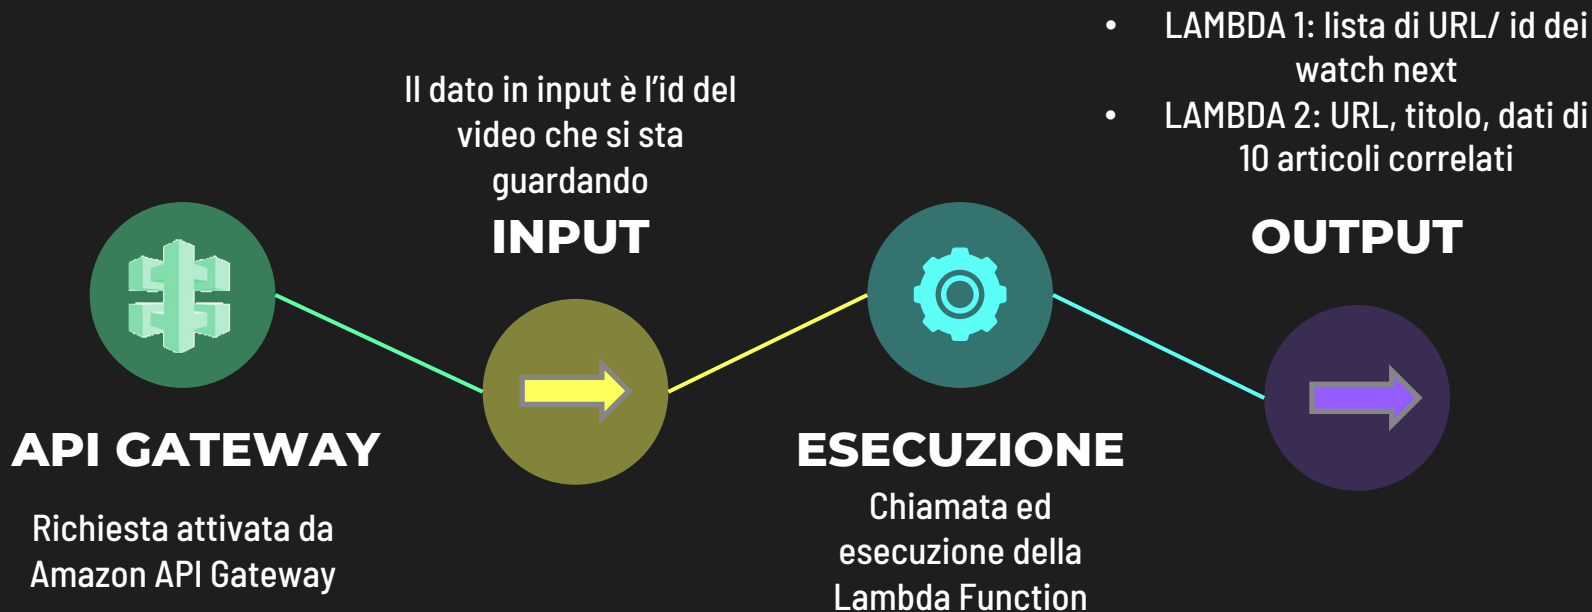 API GATEWAY
Richiesta attivata da
Amazon API Gateway
Il dato in input è l’id del
video che si sta
guardando
INPUT
ESECUZIONE
Chiamata ed
esecuzione della
Lambda Function
• LAMBDA 1: lista di URL/ id dei
watch next
• LAMBDA 2: URL, titolo, dati di
10 articoli correlati
OUTPUT